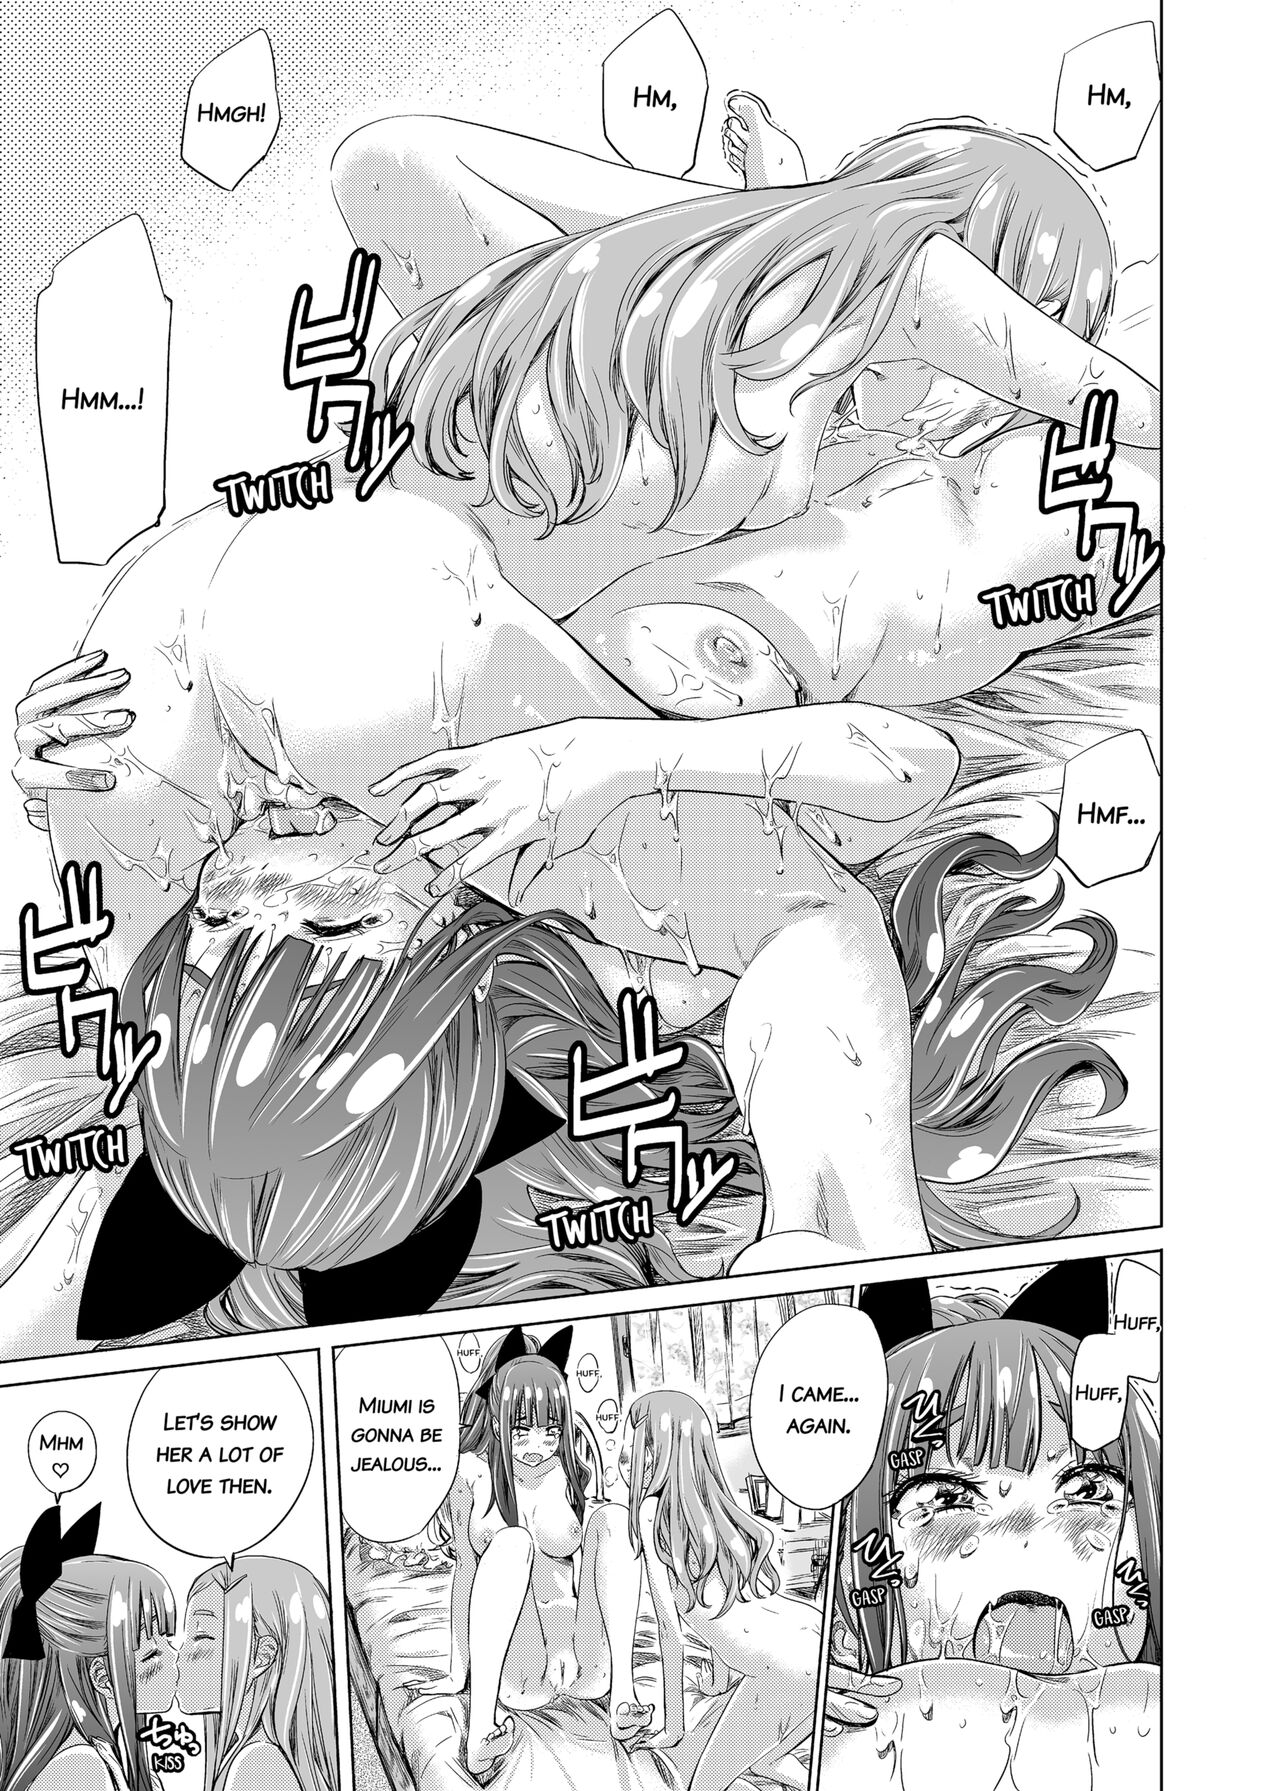 HM,
HM,
HMGH!
HMM...!
ビクッ
TWITCH
ビクッ
TWITCH
HMF...
ビクッ
TWITCH
ビクッ
TWITCH
HUFF,
HUFF,
GASP
GASP
GASP
I CAME...
AGAIN.
HUFF,
HUFF,
HUFF,
MIUMI IS
GONNA BE
JEALOUS...
LET'S SHOW
HER A LOT OF
LOVE THEN.
MHM
♡
ちゅっ
KISS